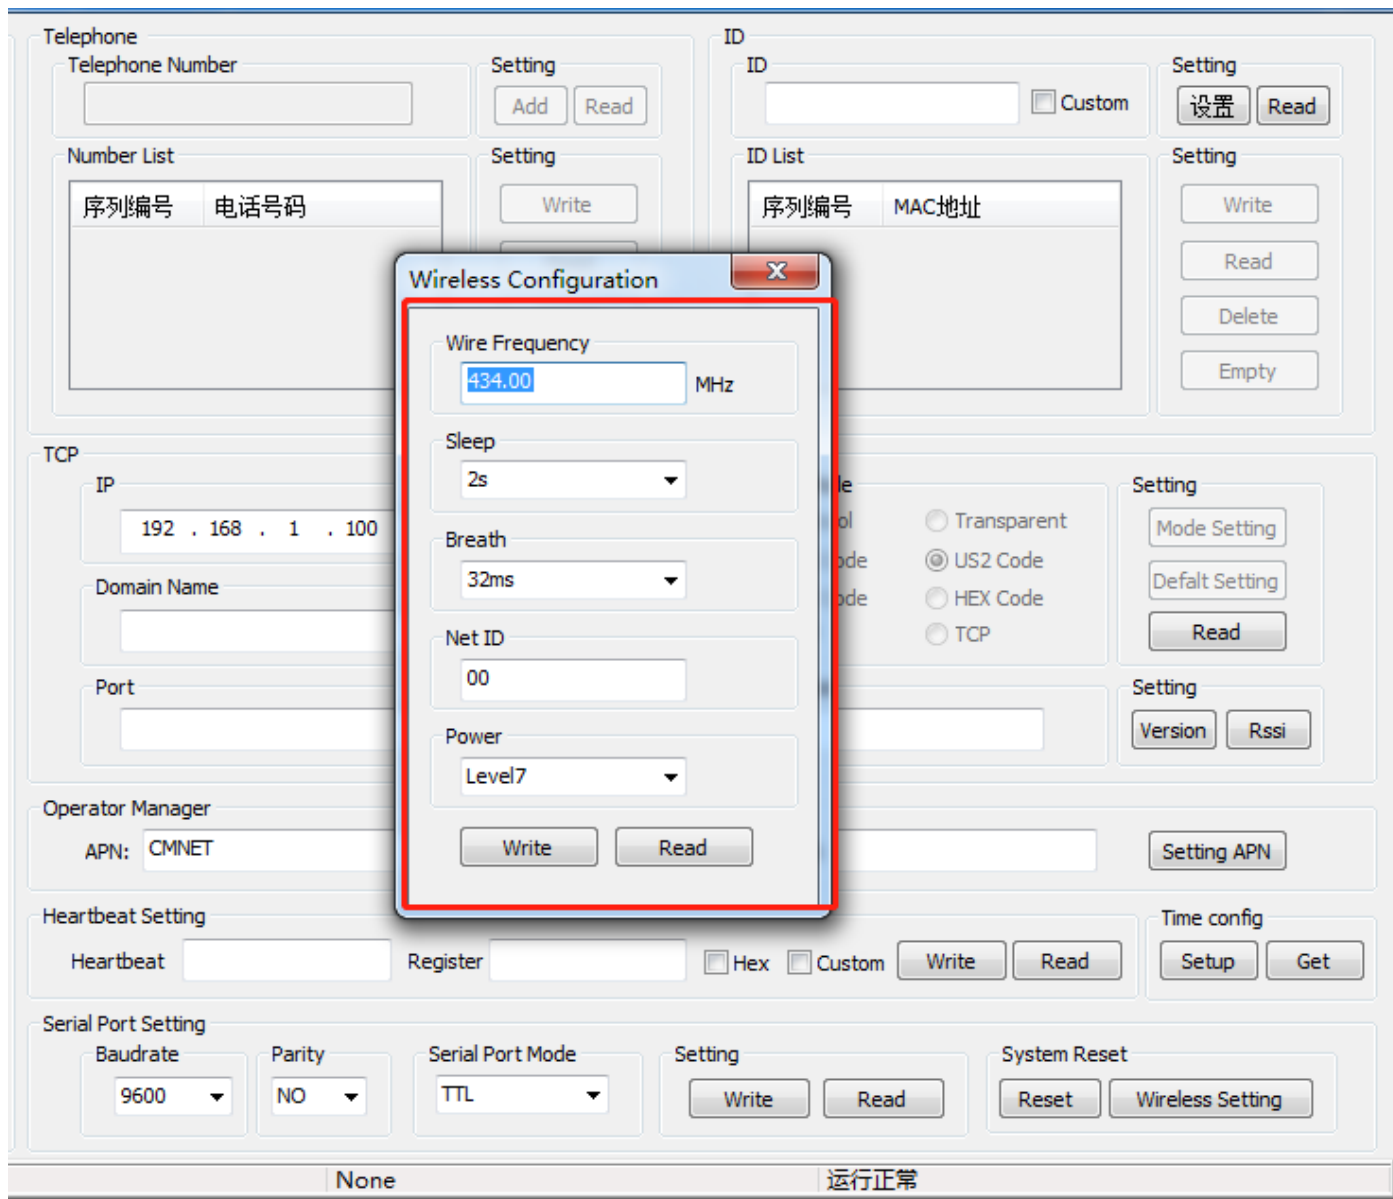 Telephone
Telephone Number
Setting
Add
Read
Number List
序列编号
电话号码
Setting
Write
ID
ID
Custom
Setting
设置
Read
ID List
序列编号
MAC地址
Setting
Write
Read
Delete
Empty
Wireless Configuration
Wire Frequency
434.00
MHz
Sleep
2s
Breath
32ms
Net ID
00
Power
Level7
Write
Read
TCP
IP
192 . 168 . 1 . 100
Domain Name
Port
Transparent
US2 Code
HEX Code
TCP
Setting
Mode Setting
Defalt Setting
Read
Setting
Version
Rssi
Operator Manager
APN:
CMNET
Setting APN
Heartbeat Setting
Heartbeat
Register
Hex
Custom
Write
Read
Time config
Setup
Get
Serial Port Setting
Baudrate
9600
Parity
NO
Serial Port Mode
TTL
Setting
Write
Read
System Reset
Reset
Wireless Setting
None
运行正常